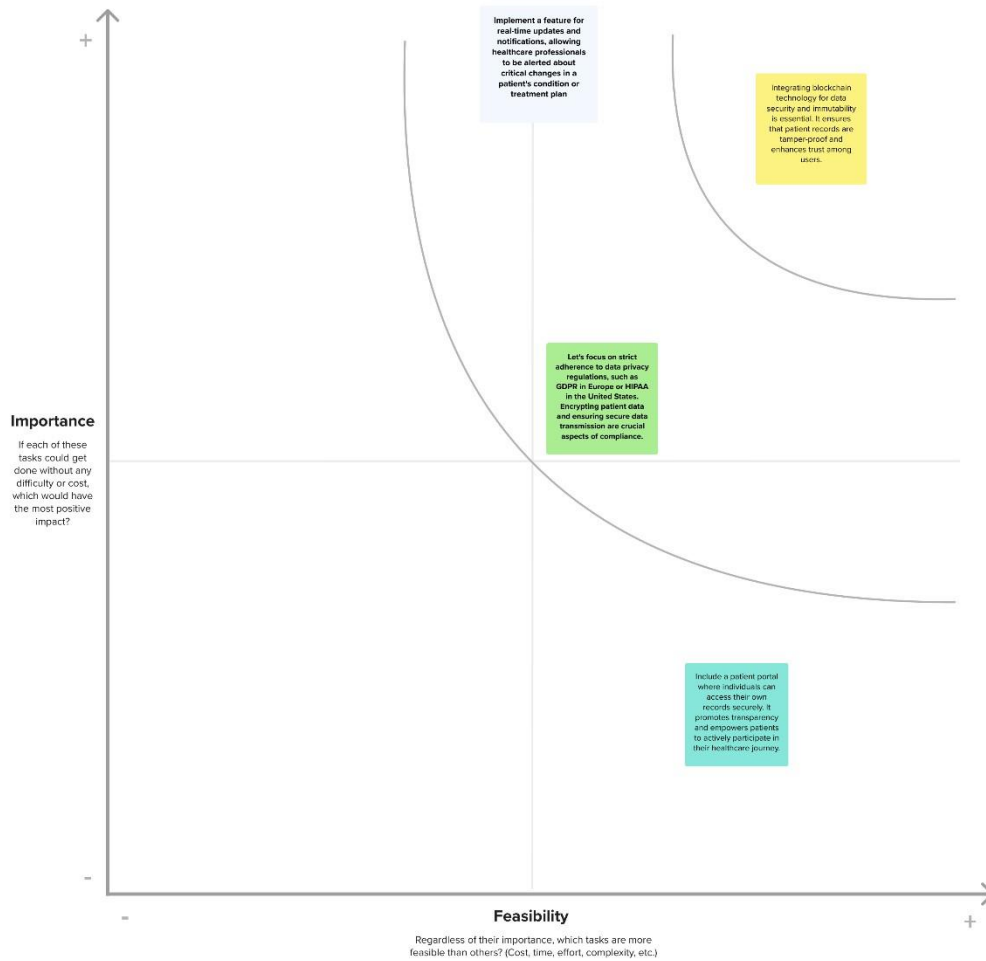 Implement a feature for
real-time updates and
notifications, allowing
healthcare professionals
to be alerted about
critical changes in a
patient's condition or
treatment plan
+
Integrating blockchain
technology for data
security and immutability
is essential. It ensures
that patient records are
tamper-proof and
enhances trust among
users.
Let's focus on strict
adherence to data privacy
regulations, such as
GDPR in Europe or HIPAA
in the United States.
Encrypting patient data
and ensuring secure data
transmission are crucial
aspects of compliance.
Importance
If each of these
tasks could get
done without any
difficulty or cost,
which would have
the most positive
impact?
Include a patient portal
where individuals can
access their own
records securely. It
promotes transparency
and empowers patients
to actively participate in
their healthcare journey.
-
-
Feasibility
+
Regardless of their importance, which tasks are more
feasible than others? (Cost, time, effort, complexity, etc.)